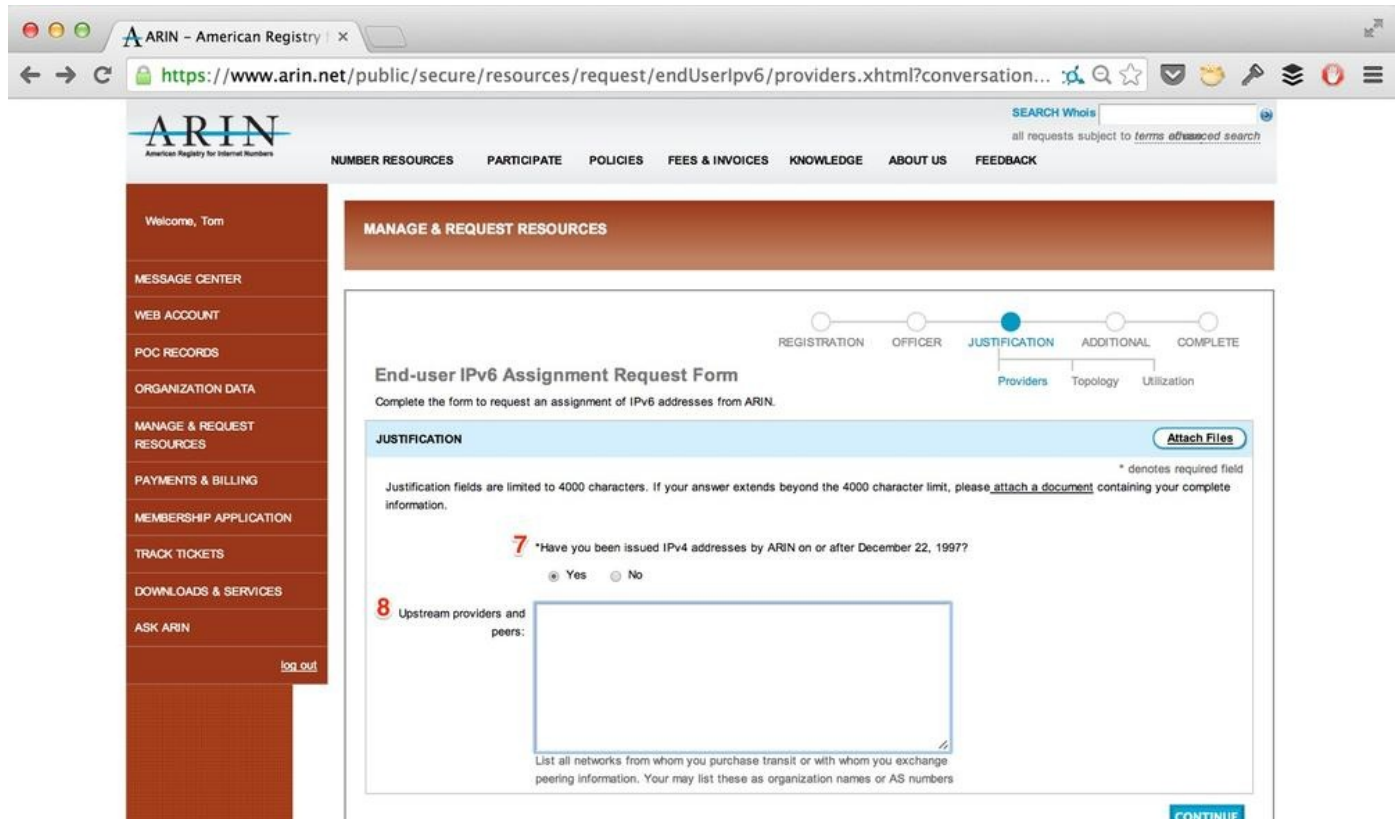 ARIN – American Registry f
https://www.arin.net/public/secure/resources/request/endUserIpv6/providers.xhtml?conversation...
SEARCH Whois
all requests subject to terms of search
ARIN
American Registry for Internet Numbers
NUMBER RESOURCES PARTICIPATE POLICIES FEES & INVOICES KNOWLEDGE ABOUT US FEEDBACK
Welcome, Tom
MESSAGE CENTER
WEB ACCOUNT
POC RECORDS
ORGANIZATION DATA
MANAGE & REQUEST
RESOURCES
PAYMENTS & BILLING
MEMBERSHIP APPLICATION
TRACK TICKETS
DOWNLOADS & SERVICES
ASK ARIN
log out
MANAGE & REQUEST RESOURCES
REGISTRATION OFFICER JUSTIFICATION ADDITIONAL COMPLETE
Providers Topology Utilization
End-user IPv6 Assignment Request Form
Complete the form to request an assignment of IPv6 addresses from ARIN.
JUSTIFICATION Attach Files
* denotes required field
Justification fields are limited to 4000 characters. If your answer extends beyond the 4000 character limit, please attach a document containing your complete
information.
7 *Have you been issued IPv4 addresses by ARIN on or after December 22, 1997?
Yes No
8 Upstream providers and
peers:
List all networks from whom you purchase transit or with whom you exchange
peering information. Your may list these as organization names or AS numbers
CONTINUE